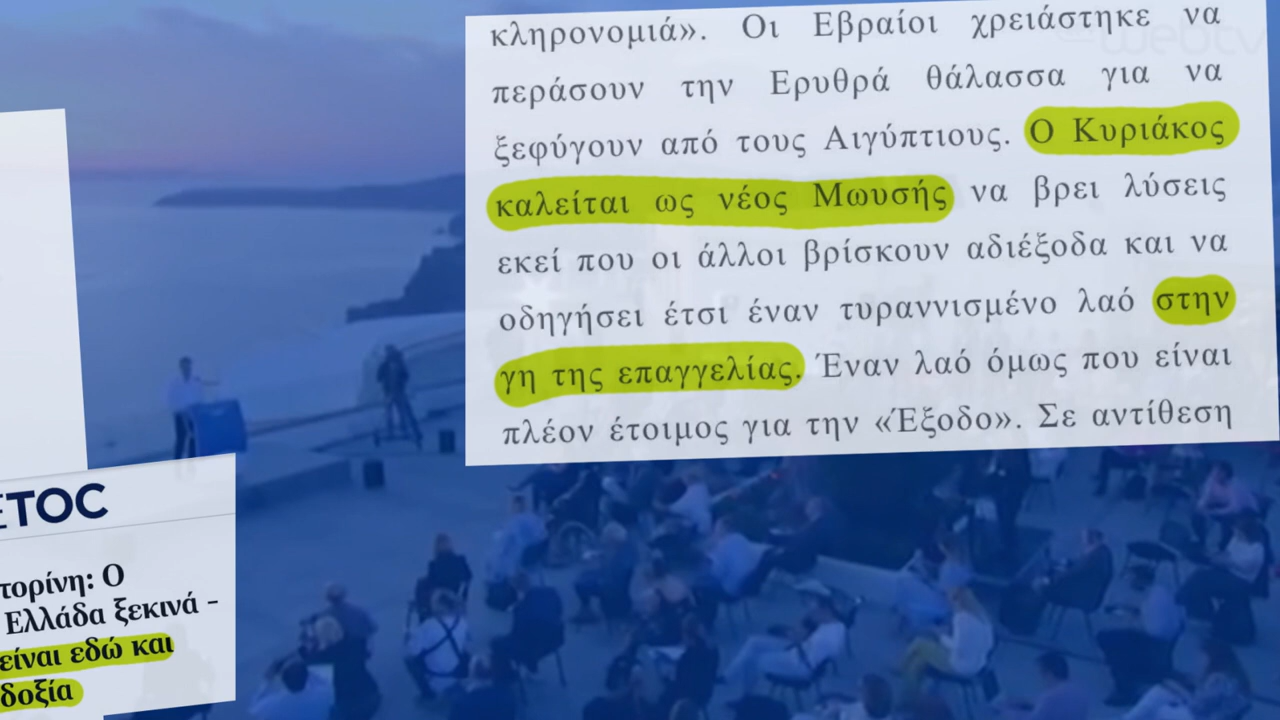 κληρονομιά». Οι Εβραίοι χρειάστηκε να
περάσουν την Ερυθρά θάλασσα για να
ξεφύγουν από τους Αιγύπτιους. Ο Κυριάκος
καλείται ως νέος Μωυσής να βρει λύσεις
εκεί που οι άλλοι βρίσκουν αδιέξοδα και να
οδηγήσει έτσι έναν τυραννισμένο λαό στην
γη της επαγγελίας. Έναν λαό όμως που είναι
πλέον έτοιμος για την «Έξοδο». Σε αντίθεση
webtv
ETOC
τορίνη: Ο
Ελλάδα ξεκινά -
είναι εδώ και
δοξία